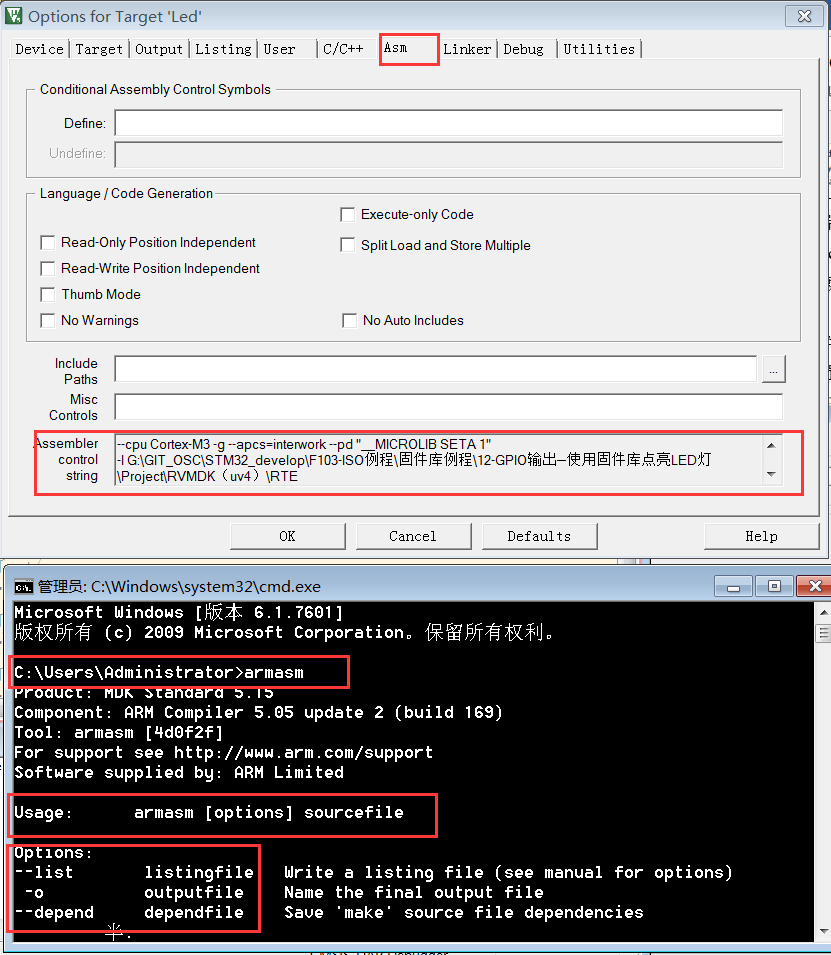 Options for Target 'Led'
Device Target Output Listing User C/C++ Asm Linker Debug Utilities
Conditional Assembly Control Symbols
Define:
Undefine:
Language / Code Generation
Execute-only Code
Read-Only Position Independent
Split Load and Store Multiple
Read-Write Position Independent
Thumb Mode
No Warnings
No Auto Includes
Include
Paths
...
Misc
Controls
Assembler
control
string
--cpu Cortex-M3 -g --apcs=interwork --pd "__MICROLIB SETA 1"
-I G:\GIT_OSC\STM32_develop\F103-ISO例程\固件库例程\12-GPIO输出—使用固件库点亮LED灯
\Project\RVMDK（uv4）\RTE
OK Cancel Defaults Help
管理员: C:\Windows\system32\cmd.exe
Microsoft Windows [版本 6.1.7601]
版权所有 (c) 2009 Microsoft Corporation。保留所有权利。
C:\Users\Administrator>armasm
Product: MDK Standard 5.15
Component: ARM Compiler 5.05 update 2 (build 169)
Tool: armasm [4d0f2f]
For support see http://www.arm.com/support
Software supplied by: ARM Limited
Usage: armasm [options] sourcefile
Options:
--list listingfile Write a listing file (see manual for options)
-o outputfile Name the final output file
--depend dependfile Save 'make' source file dependencies
半